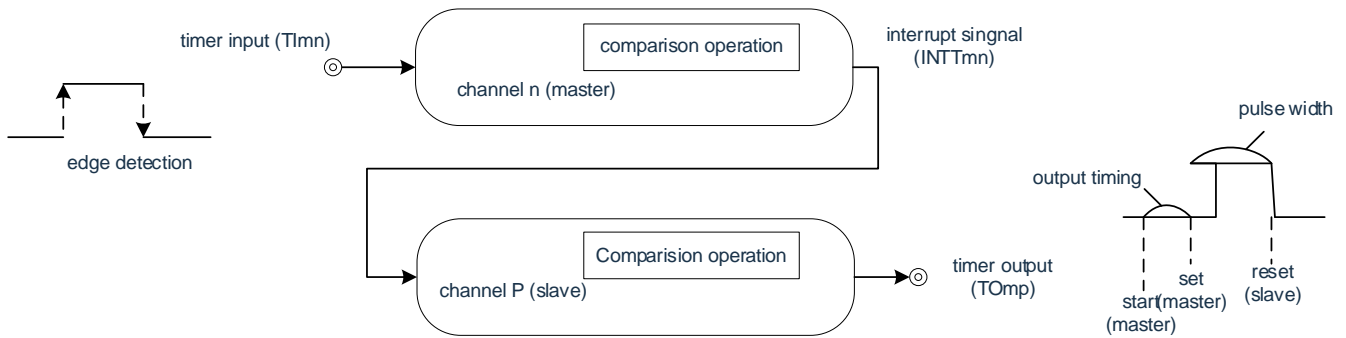 timer input (TImn)
comparison operation
channel n (master)
interrupt singnal
(INTTmn)
edge detection
pulse width
output timing
Comparision operation
channel P (slave)
timer output
(TOmp)
start
(master)
set
(master)
reset
(slave)